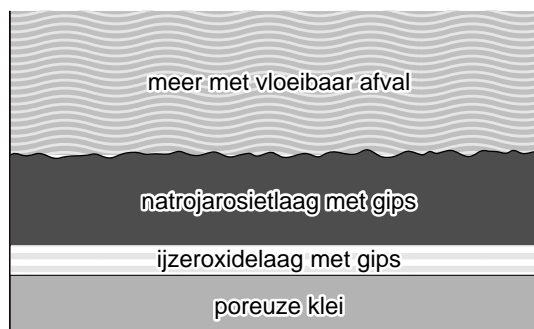 meer met vloeibaar afval
natrojarosietlaag met gips
ijzeroxidelaag met gips
poreuze klei